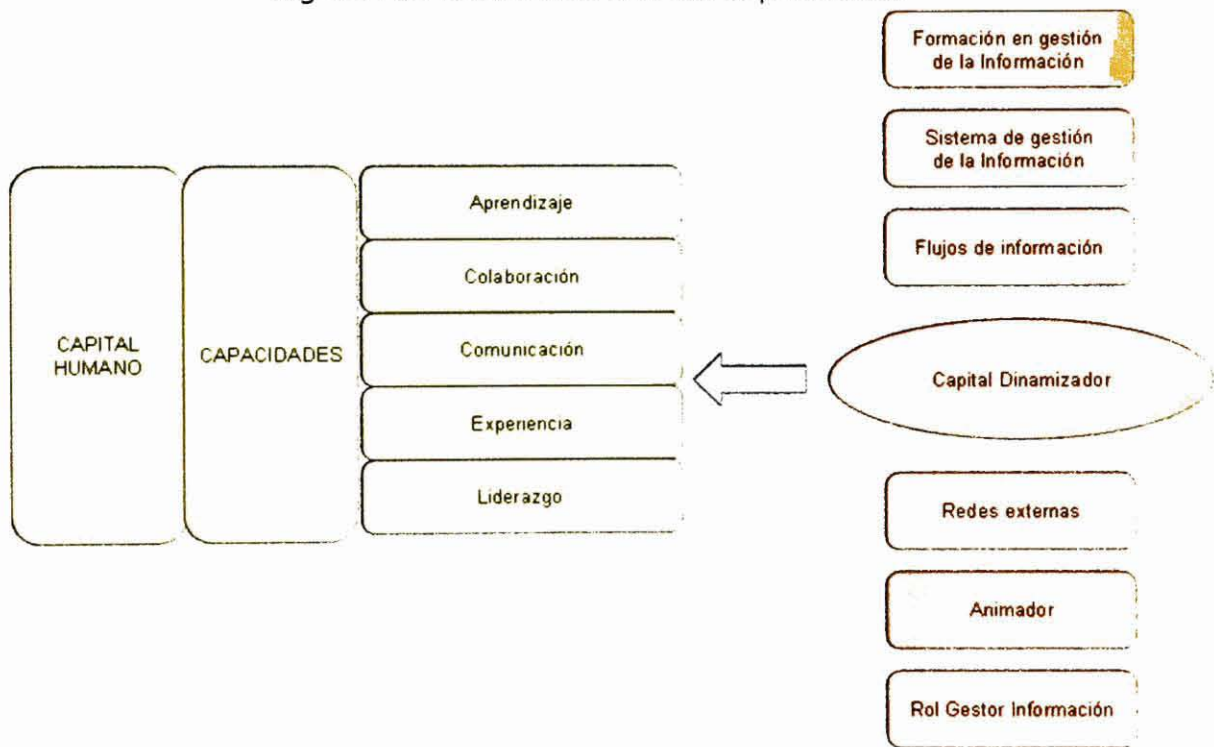 CAPITAL
HUMANO
CAPACIDADES
Aprendizaje
Colaboración
Comunicación
Experiencia
Liderazgo
Formación en gestión
de la Información
Sistema de gestión
de la Información
Flujos de información
Capital Dinamizador
Redes externas
Animador
Rol Gestor Información